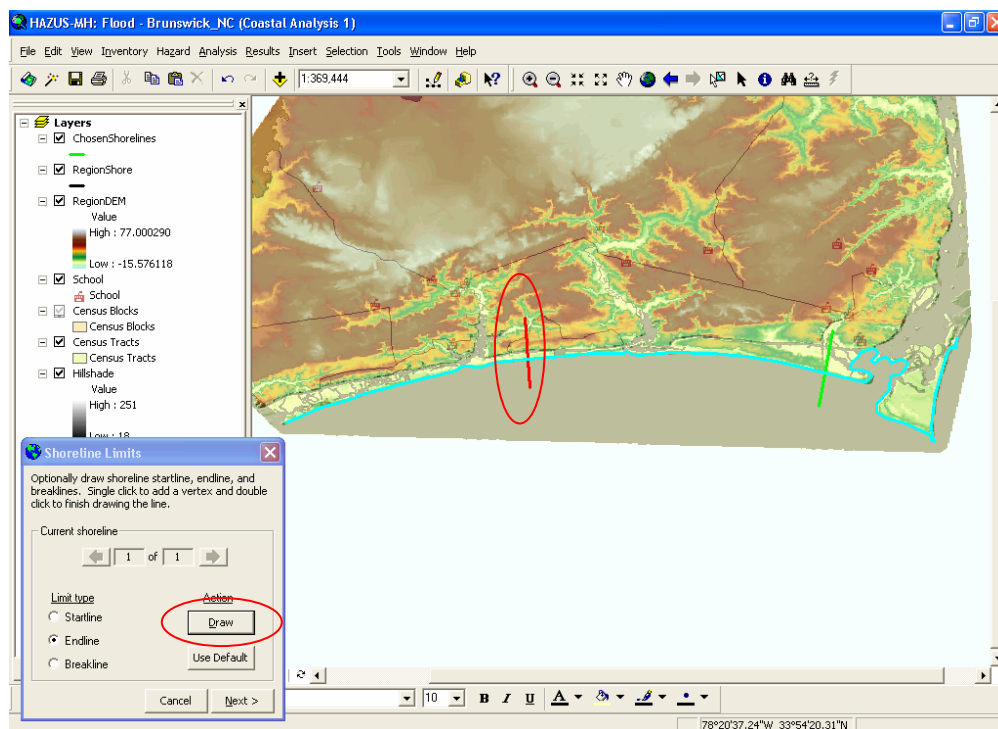 HAZUS-MH: Flood - Brunswick_NC (Coastal Analysis 1)
File Edit View Inventory Hazard Analysis Results Insert Selection Tools Window Help
1:369,444
Layers
ChosenShorelines
RegionShore
RegionDEM
Value
High : 77.000290
Low : -15.576118
School
School
Census Blocks
Census Blocks
Census Tracts
Census Tracts
Hillshade
Value
High : 251
Low : 18
Shoreline Limits
Optionally draw shoreline startline, endline, and
breaklines. Single click to add a vertex and double
click to finish drawing the line.
Current shoreline
1 of 1
Limit type Action
Startline
Draw
Endline
Use Default
Breakline
Cancel Next >
10 B I U A
78°20'37.24"W 33°54'20.31"N